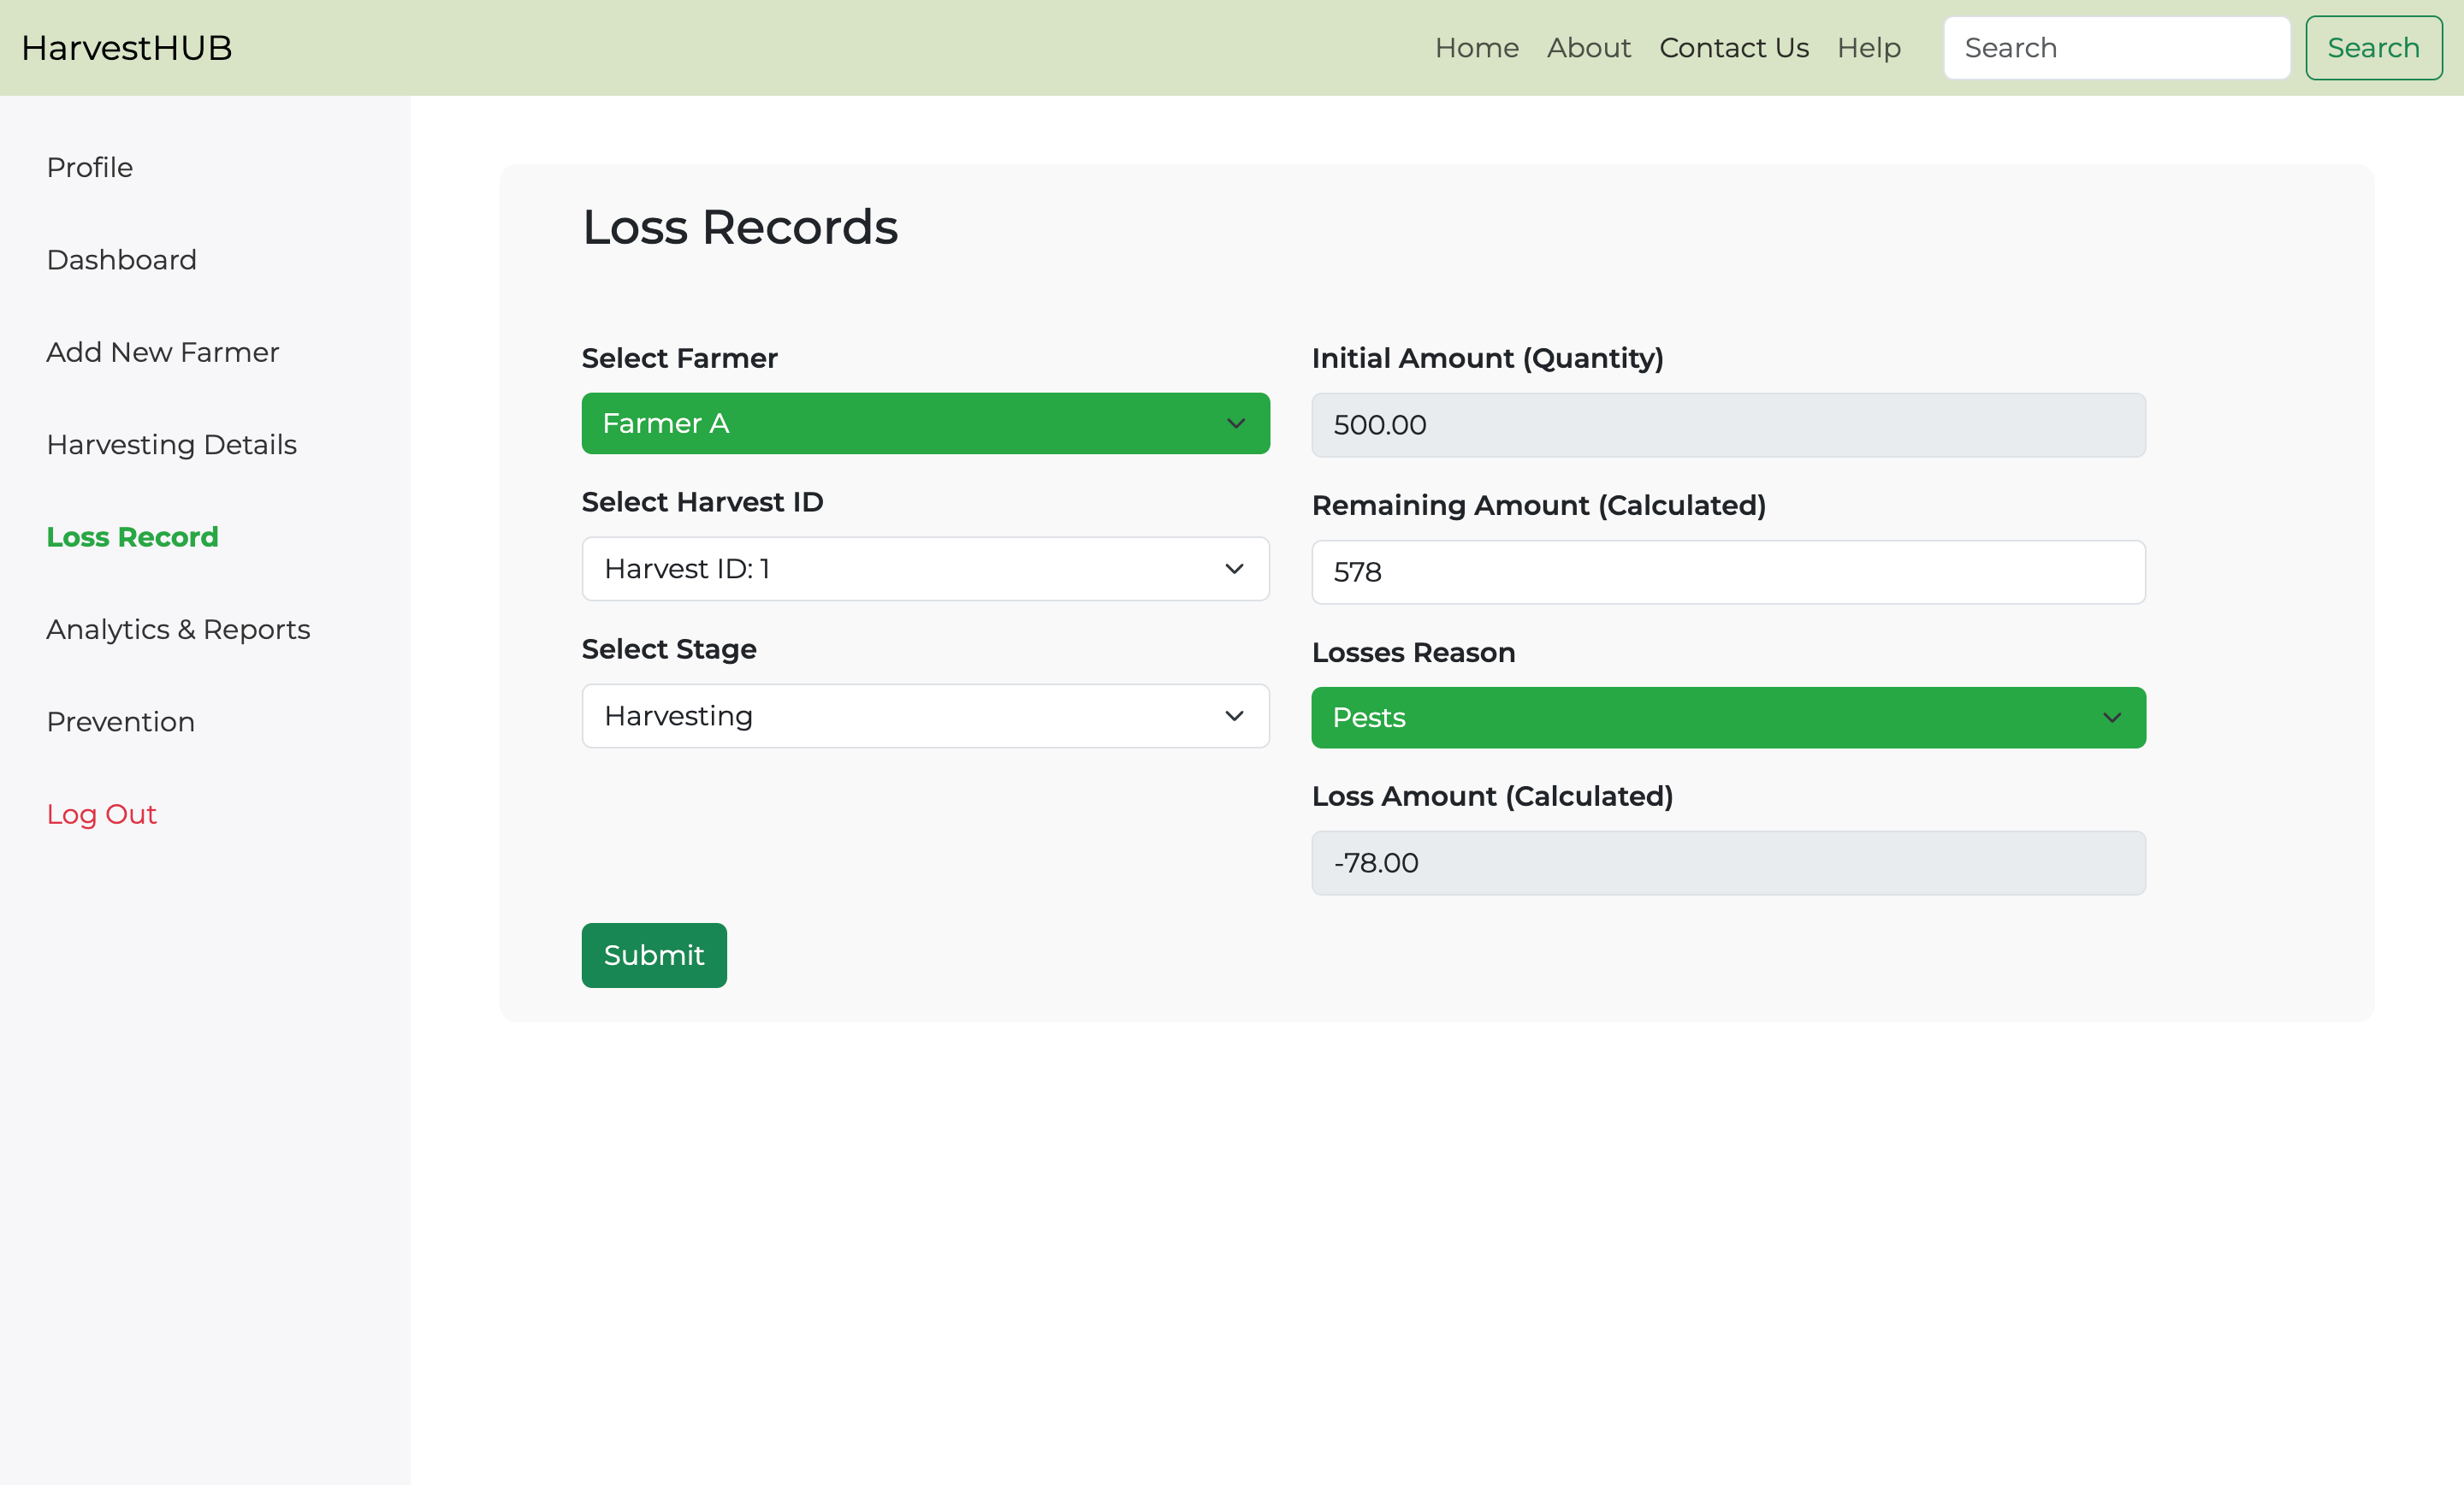 HarvestHUB
Home About Contact Us Help Search Search
Profile
Dashboard
Add New Farmer
Harvesting Details
Loss Record
Analytics & Reports
Prevention
Log Out
Loss Records
Select Farmer
Farmer A
Select Harvest ID
Harvest ID: 1
Select Stage
Harvesting
Initial Amount (Quantity)
500.00
Remaining Amount (Calculated)
578
Losses Reason
Pests
Loss Amount (Calculated)
-78.00
Submit